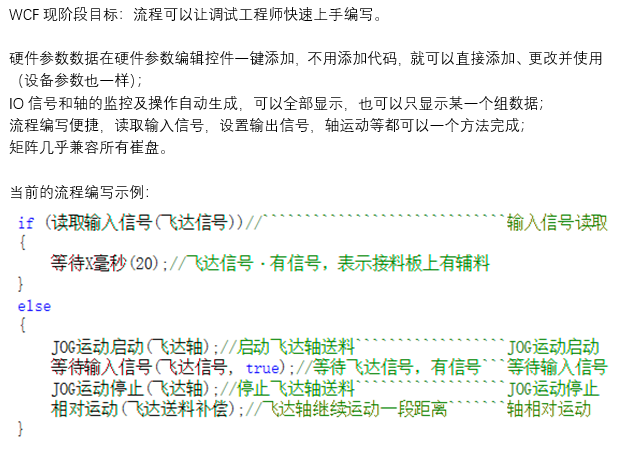 WCF 现阶段目标：流程可以让调试工程师快速上手编写。
硬件参数数据在硬件参数编辑控件一键添加，不用添加代码，就可以直接添加、更改并使用
（设备参数也一样）；
IO 信号和轴的监控及操作自动生成，可以全部显示，也可以只显示某一个组数据；
流程编写便捷，读取输入信号，设置输出信号，轴运动等都可以一个方法完成；
矩阵几乎兼容所有崔盘。
当前的流程编写示例：
if (读取输入信号(飞达信号))//````````````````````````````输入信号读取
{
等待X毫秒(20);//飞达信号·有信号，表示接料板上有辅料
}
else
{
JOG运动启动(飞达轴);//启动飞达轴送料`````````````````JOG运动启动
等待输入信号(飞达信号, true);//等待飞达信号，有信号```等待输入信号
JOG运动停止(飞达轴);//停止飞达轴送料`````````````````JOG运动停止
相对运动(飞达送料补偿);//飞达轴继续运动一段距离```````轴相对运动
}